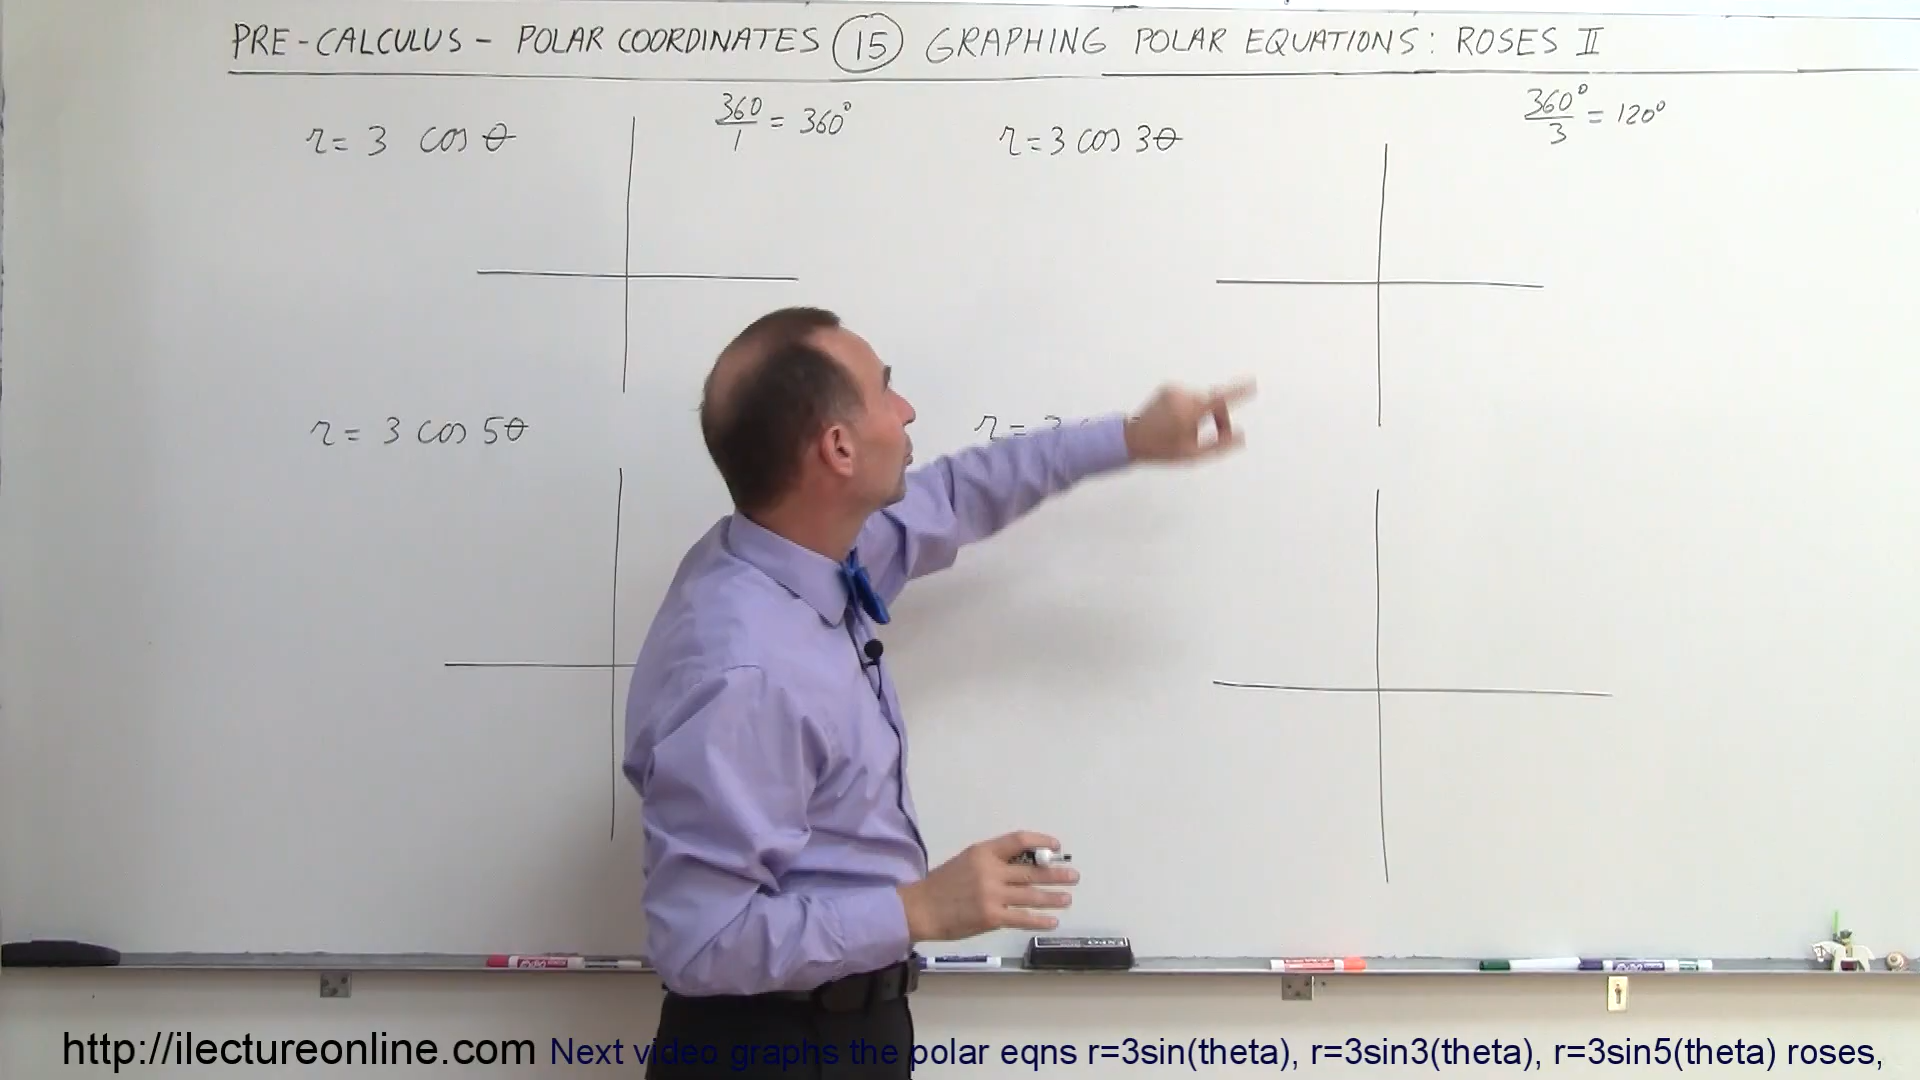 PRE-CALCULUS - POLAR COORDINATES 15 GRAPHING POLAR EQUATIONS: ROSES II
r = 3 cos θ
360/1 = 360°
r = 3 cos 3θ
360°/3 = 120°
r = 3 cos 5θ
r = 3
EXPO
http://ilectureonline.com Next video graphs the polar eqns r=3sin(theta), r=3sin3(theta), r=3sin5(theta) roses,